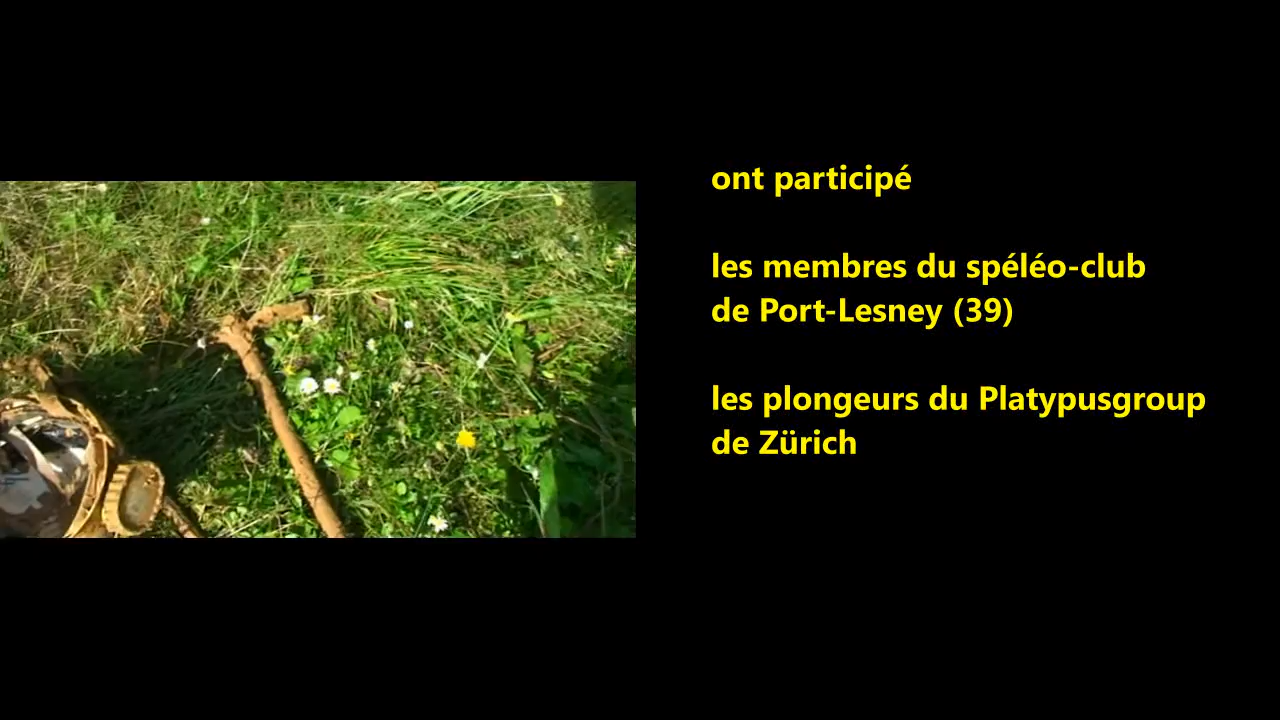 ont participé
les membres du spéléo-club
de Port-Lesney (39)
les plongeurs du Platypusgroup
de Zürich